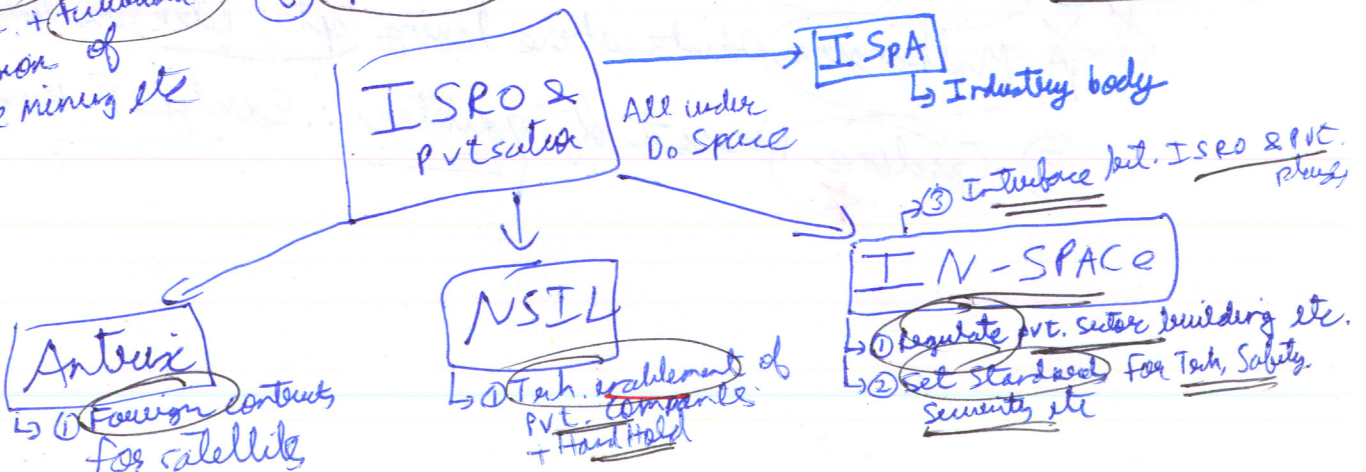 of
mining etc
②
ISRO &
Pvt sector
All under
Do Space
ISpA
↳ Industry body
③ Interface bet. ISRO & Pvt.
IN-SPACe
↳ ① Regulate pvt. sector building etc.
↳ ② Set Standard For Tech, Safety.
Security etc
NSIL
↳ ① Tech. enablement of
pvt. companies
+ Hand Hold
Antrix
↳ ① Foreign contracts
for satellites